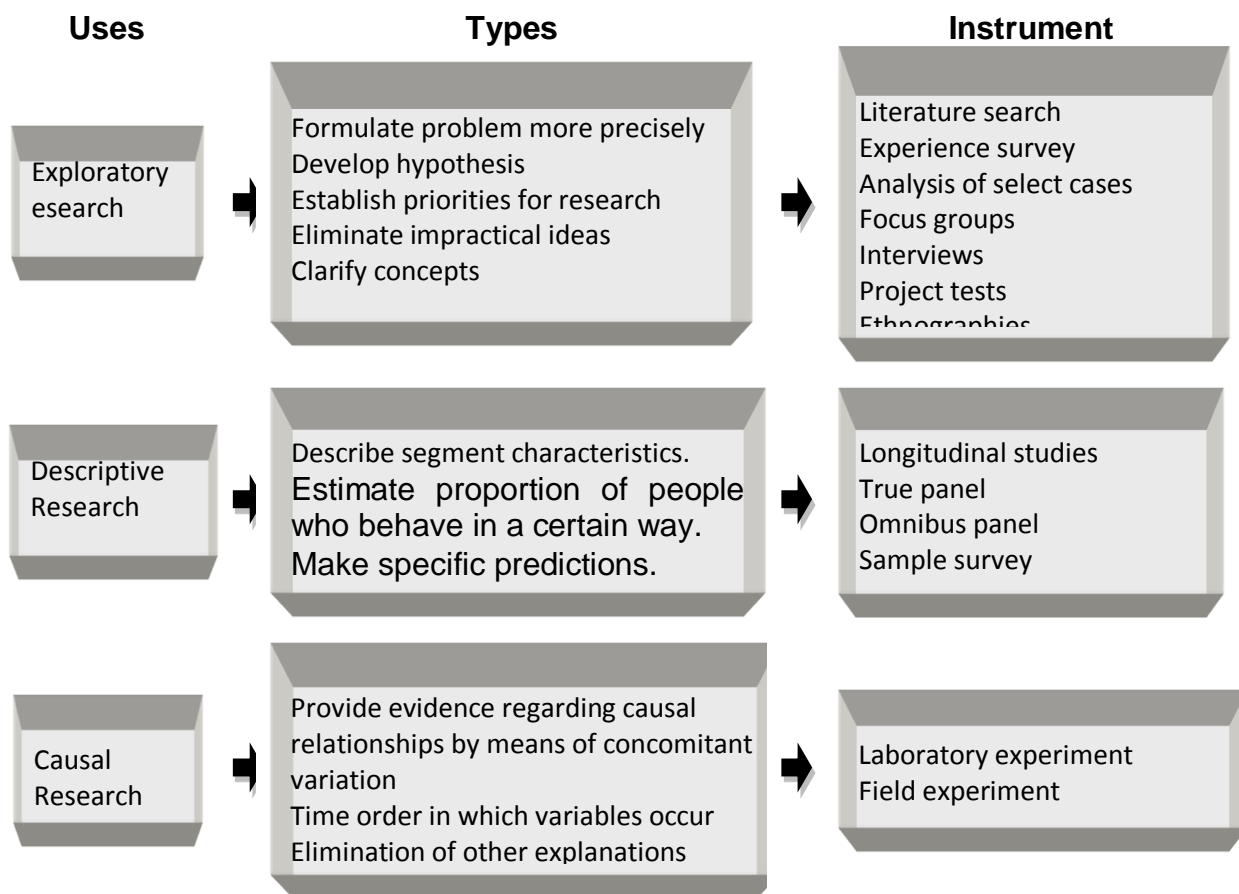 Uses Types Instrument
Exploratory
esearch
Formulate problem more precisely
Develop hypothesis
Establish priorities for research
Eliminate impractical ideas
Clarify concepts
Literature search
Experience survey
Analysis of select cases
Focus groups
Interviews
Project tests
Ethnographies
Descriptive
Research
Describe segment characteristics.
Estimate proportion of people
who behave in a certain way.
Make specific predictions.
Longitudinal studies
True panel
Omnibus panel
Sample survey
Causal
Research
Provide evidence regarding causal
relationships by means of concomitant
variation
Time order in which variables occur
Elimination of other explanations
Laboratory experiment
Field experiment